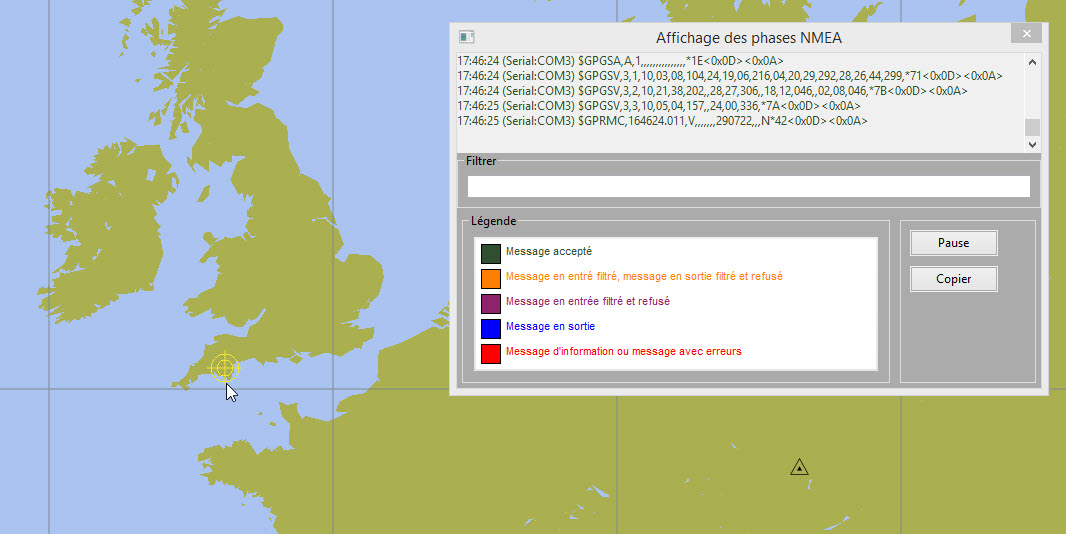 Affichage des phases NMEA
17:46:24 (Serial:COM3) $GPGSA,A,1,,,,,,,,,,,,,,,*1E<0x0D><0x0A>
17:46:24 (Serial:COM3) $GPGSV,3,1,10,03,08,104,24,19,06,216,04,20,29,292,28,26,44,299,*71<0x0D><0x0A>
17:46:24 (Serial:COM3) $GPGSV,3,2,10,21,38,202,,28,27,306,,18,12,046,,02,08,046,*7B<0x0D><0x0A>
17:46:25 (Serial:COM3) $GPGSV,3,3,10,05,04,157,,24,00,336,*7A<0x0D><0x0A>
17:46:25 (Serial:COM3) $GPRMC,164624.011,V,,,,,,,290722,,,N*42<0x0D><0x0A>
Filtrer
Légende
Message accepté
Message en entré filtré, message en sortie filtré et refusé
Message en entrée filtré et refusé
Message en sortie
Message d'information ou message avec erreurs
Pause
Copier